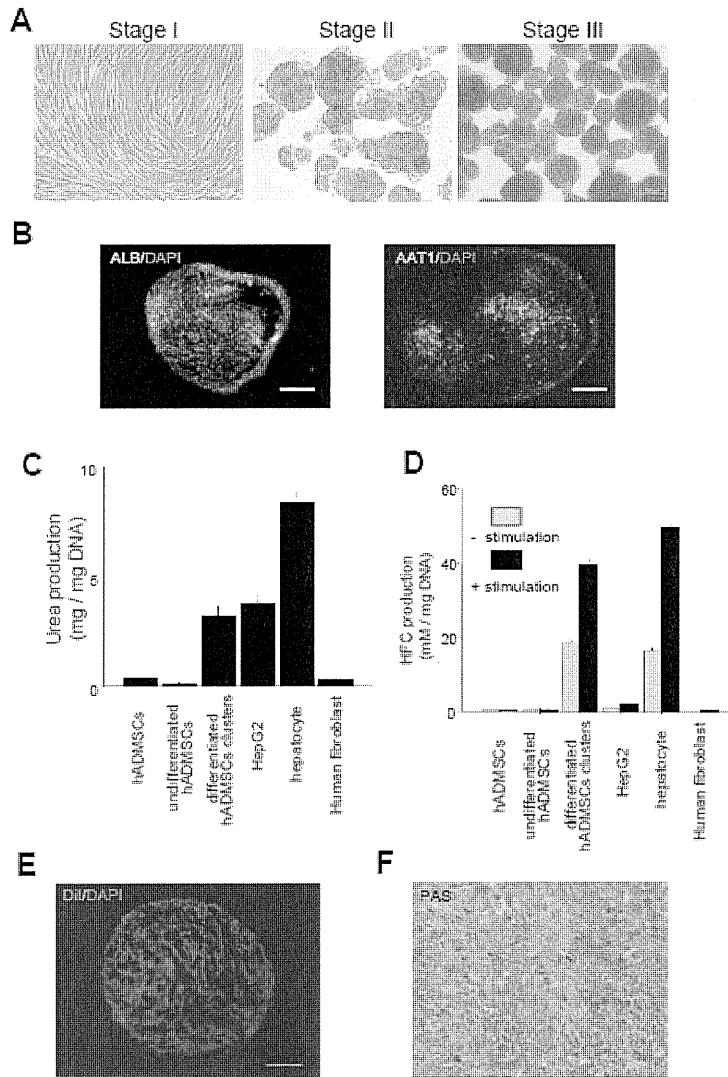 A
Stage I
Stage II
Stage III
B
ALB/DAPI
AAT1/DAPI
C
Urea production
(mg / mg DNA)
10
5
0
hADMSCs
undifferentiated
hADMSCs
differentiated
hADMSCs clusters
HepG2
hepatocyte
Human fibroblast
D
HFC production
(mM / mg DNA)
60
40
20
0
- stimulation
+ stimulation
hADMSCs
undifferentiated
hADMSCs
differentiated
hADMSCs clusters
HepG2
hepatocyte
Human fibroblast
E
DiI/DAPI
F
PAS